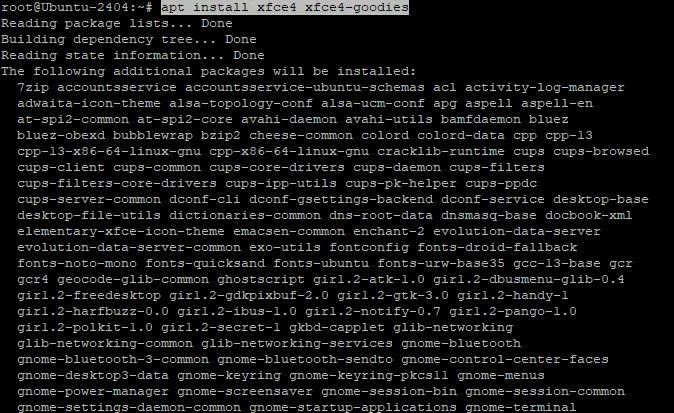 root@Ubuntu-2404:~# apt install xfce4 xfce4-goodies
Reading package lists... Done
Building dependency tree... Done
Reading state information... Done
The following additional packages will be installed:
7zip accountsservice accountsservice-ubuntu-schemas acl activity-log-manager
adwaita-icon-theme alsa-topology-conf alsa-ucm-conf apg aspell aspell-en
at-spi2-common at-spi2-core avahi-daemon avahi-utils bamfdaemon bluez
bluez-obexd bubblewrap bzip2 cheese-common colord colord-data cpp cpp-13
cpp-13-x86-64-linux-gnu cpp-x86-64-linux-gnu cracklib-runtime cups cups-browsed
cups-client cups-common cups-core-drivers cups-daemon cups-filters
cups-filters-core-drivers cups-ipp-utils cups-pk-helper cups-ppdc
cups-server-common dconf-cli dconf-gsettings-backend dconf-service desktop-base
desktop-file-utils dictionaries-common dns-root-data dnsmasq-base docbook-xml
elementary-xfce-icon-theme emacsen-common enchant-2 evolution-data-server
evolution-data-server-common exo-utils fontconfig fonts-droid-fallback
fonts-noto-mono fonts-quicksand fonts-ubuntu fonts-urw-base35 gcc-13-base gcr
gcr4 geocode-glib-common ghostscript gir1.2-atk-1.0 gir1.2-dbusmenu-glib-0.4
gir1.2-freedesktop gir1.2-gdkpixbuf-2.0 gir1.2-gtk-3.0 gir1.2-handy-1
gir1.2-harfbuzz-0.0 gir1.2-ibus-1.0 gir1.2-notify-0.7 gir1.2-pango-1.0
gir1.2-polkit-1.0 gir1.2-secret-1 gkbd-capplet glib-networking
glib-networking-common glib-networking-services gnome-bluetooth
gnome-bluetooth-3-common gnome-bluetooth-sendto gnome-control-center-faces
gnome-desktop3-data gnome-keyring gnome-keyring-pkcs11 gnome-menus
gnome-power-manager gnome-screensaver gnome-session-bin gnome-session-common
gnome-settings-daemon-common gnome-startup-applications gnome-terminal